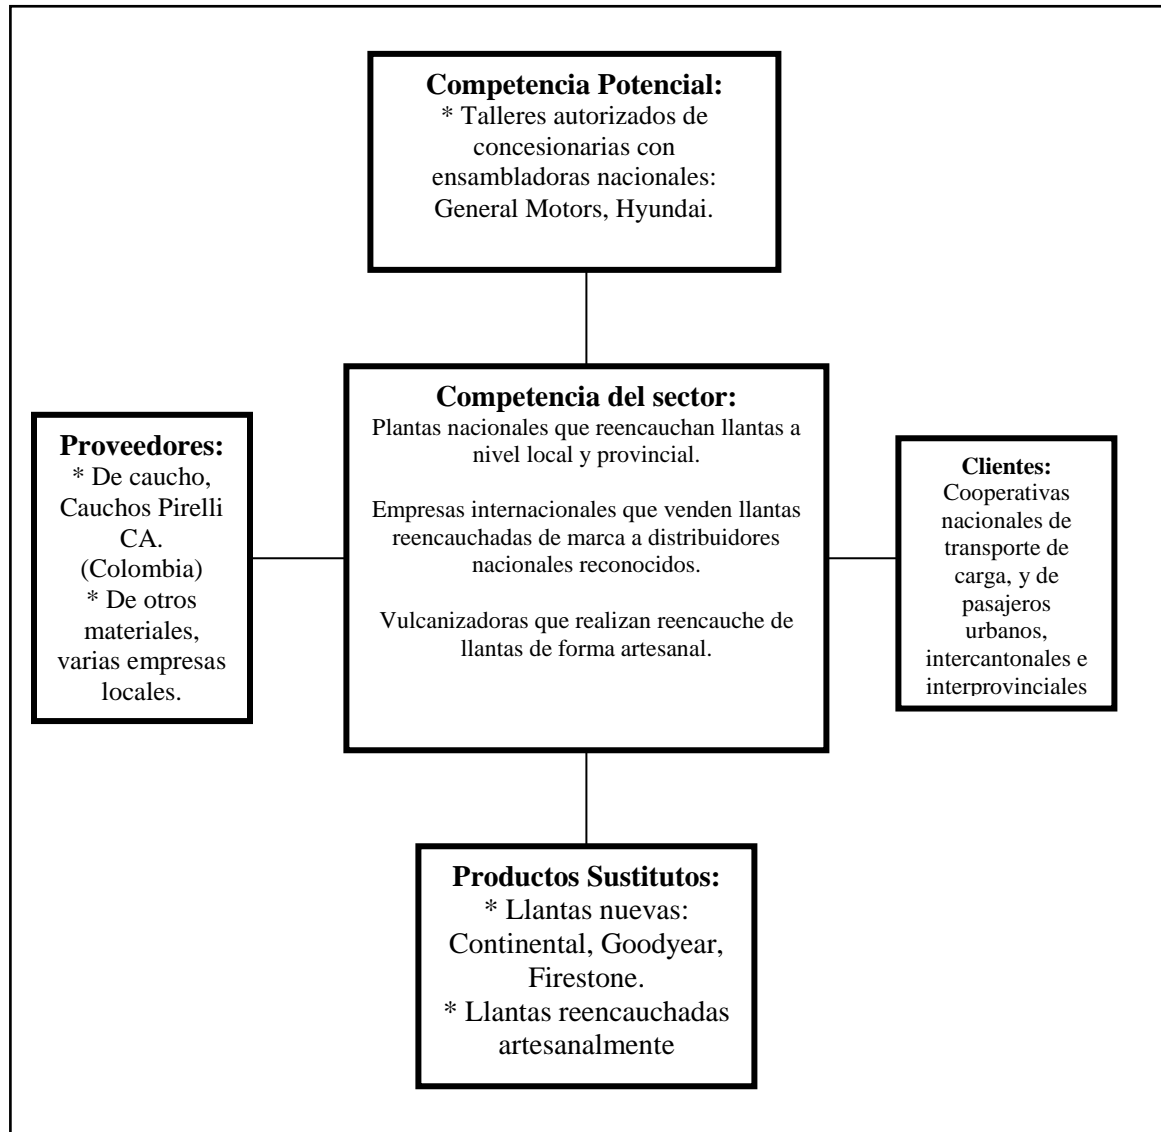 Competencia Potencial:
* Talleres autorizados de
concesionarias con
ensambladoras nacionales:
General Motors, Hyundai.
Proveedores:
* De caucho,
Cauchos Pirelli
CA.
(Colombia)
* De otros
materiales,
varias empresas
locales.
Competencia del sector:
Plantas nacionales que reencauchan llantas a
nivel local y provincial.
Empresas internacionales que venden llantas
reencauchadas de marca a distribuidores
nacionales reconocidos.
Vulcanizadoras que realizan reencauche de
llantas de forma artesanal.
Clientes:
Cooperativas
nacionales de
transporte de
carga, y de
pasajeros
urbanos,
intercantonales e
interprovinciales
Productos Sustitutos:
* Llantas nuevas:
Continental, Goodyear,
Firestone.
* Llantas reencauchadas
artesanalmente